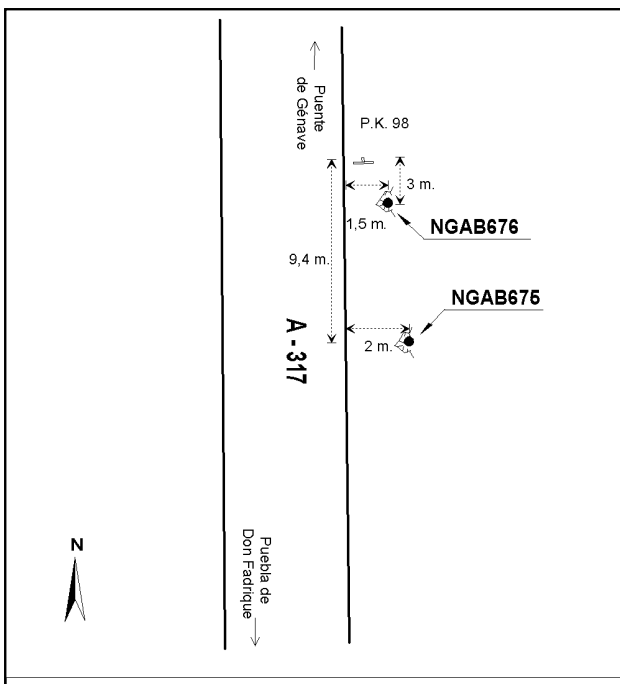 Puente
de Génave
P.K. 98
3 m.
1,5 m.
NGAB676
9,4 m.
NGAB675
2 m.
A - 317
N
Puebla de
Don Fadrique